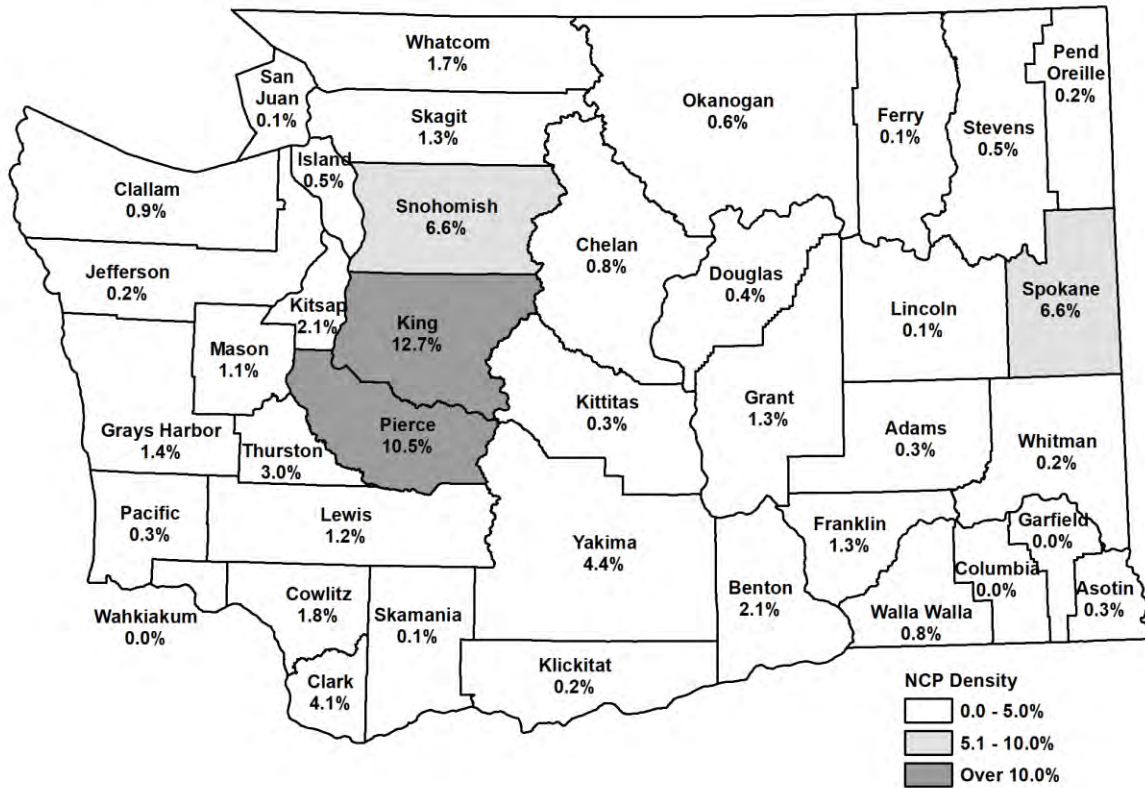 Whatcom
1.7%
San
Juan
0.1%
Skagit
1.3%
Okanogan
0.6%
Ferry
0.1%
Stevens
0.5%
Pend
Oreille
0.2%
Island
0.5%
Clallam
0.9%
Snohomish
6.6%
Chelan
0.8%
Douglas
0.4%
Jefferson
0.2%
Kitsap
2.1%
King
12.7%
Lincoln
0.1%
Spokane
6.6%
Mason
1.1%
Grays Harbor
1.4%
Thurston
3.0%
Pierce
10.5%
Kittitas
0.3%
Grant
1.3%
Adams
0.3%
Whitman
0.2%
Pacific
0.3%
Lewis
1.2%
Yakima
4.4%
Franklin
1.3%
Garfield
0.0%
Columbia
0.0%
Asotin
0.3%
Wahkiakum
0.0%
Cowlitz
1.8%
Skamania
0.1%
Benton
2.1%
Walla Walla
0.8%
Clark
4.1%
Klickitat
0.2%
NCP Density
0.0 - 5.0%
5.1 - 10.0%
Over 10.0%